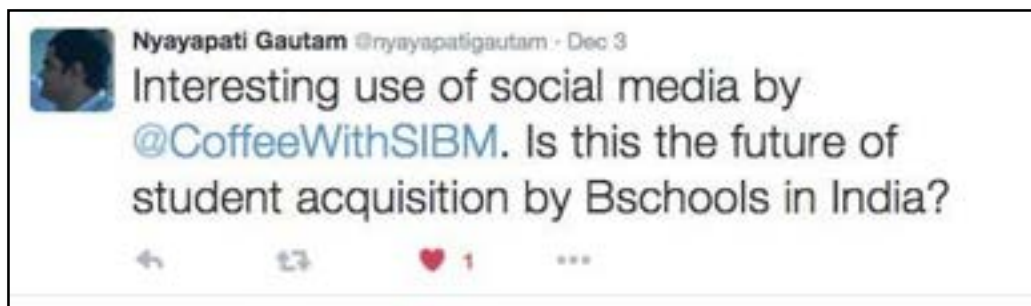 Nyayapati Gautam @nyayapatigautam · Dec 3
Interesting use of social media by
@CoffeeWithSIBM. Is this the future of
student acquisition by Bschools in India?
1